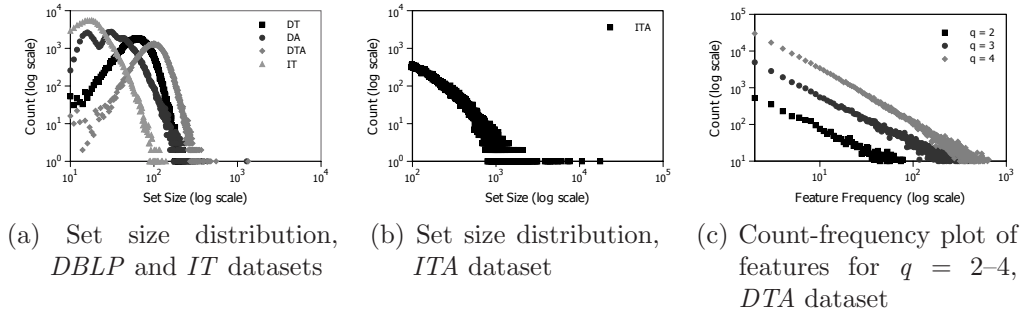 10^5
10^4
10^3
10^2
10^1
10^0
Count (log scale)
10^1
10^2
10^3
10^4
Set Size (log scale)
DT
DA
DTA
IT
10^4
10^3
10^2
10^1
10^0
Count (log scale)
10^2
10^3
10^4
10^5
Set Size (log scale)
ITA
10^5
10^4
10^3
10^2
10^1
Count (log scale)
10^1
10^2
10^3
Feature Frequency (log scale)
q = 2
q = 3
q = 4
(a) Set size distribution,
DBLP and IT datasets
(b) Set size distribution,
ITA dataset
(c) Count-frequency plot of
features for q = 2–4,
DTA dataset